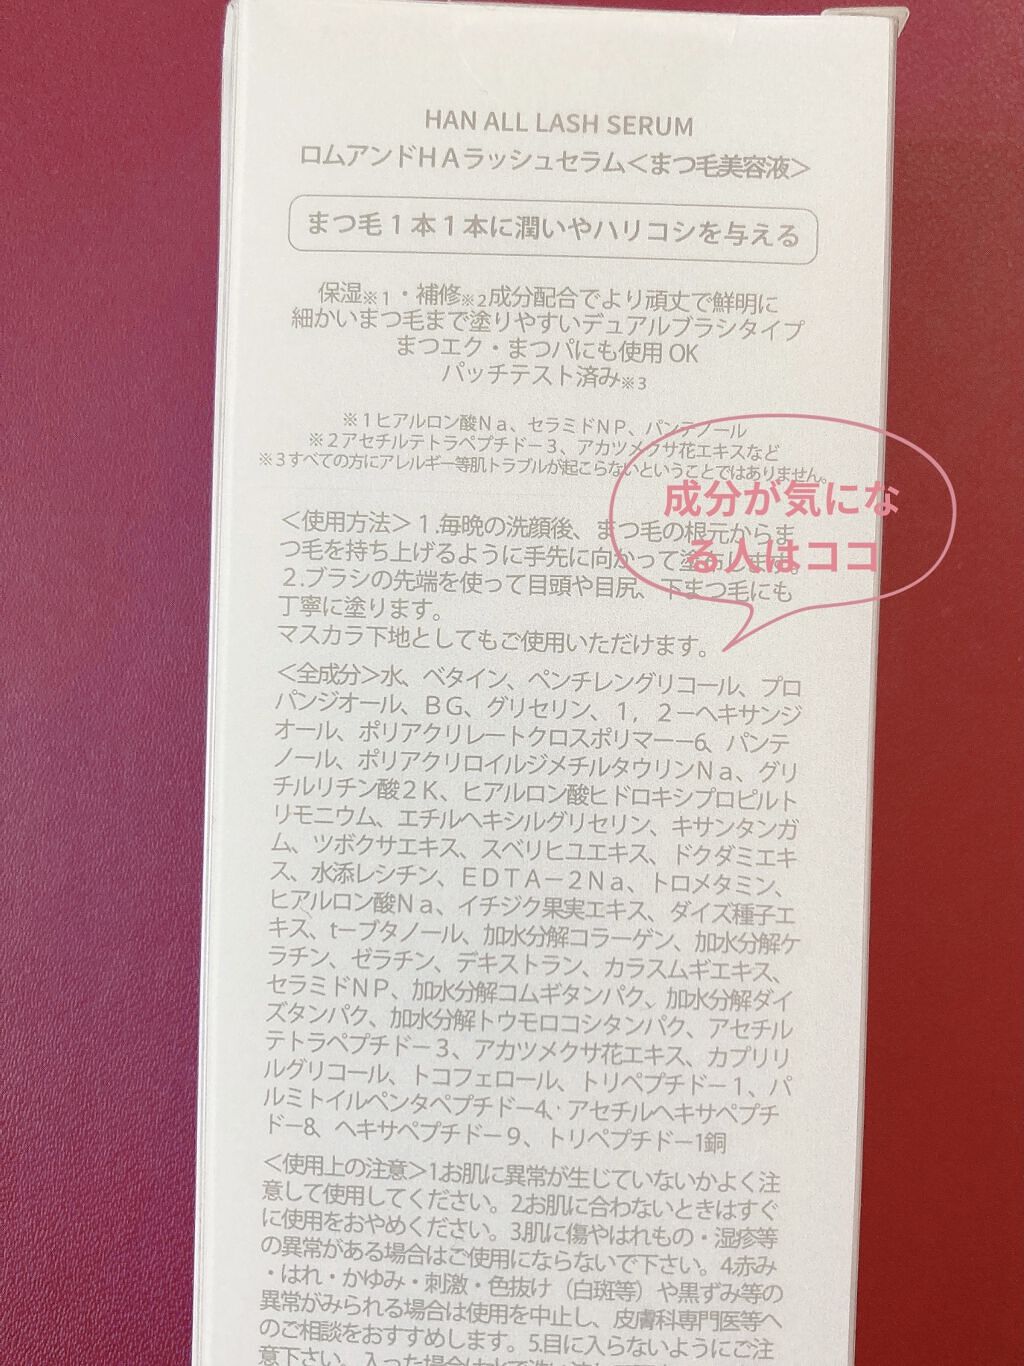 HAN ALL LASH SERUM
ロムアンドＨＡラッシュセラム＜まつ毛美容液＞
まつ毛１本１本に潤いやハリコシを与える
保湿※1・補修※2成分配合でより頑丈で鮮明に
細かいまつ毛まで塗りやすいデュアルブラシタイプ
まつエク・まつパにも使用 OK
パッチテスト済み※3
※１ヒアルロン酸Ｎａ、セラミドＮＰ、パンテノール
※２アセチルテトラペプチドー３、アカツメクサ花エキスなど
※３すべての方にアレルギー等肌トラブルが起こらないということではありません。
成分が気にな
る人はココ
＜使用方法＞１.毎晩の洗顔後、まつ毛の根元からま
つ毛を持ち上げるように手先に向かって塗布します。
２.ブラシの先端を使って目頭や目尻、下まつ毛にも
丁寧に塗ります。
マスカラ下地としてもご使用いただけます。
＜全成分＞水、ベタイン、ペンチレングリコール、プロ
パンジオール、ＢＧ、グリセリン、１，２ーヘキサンジ
オール、ポリアクリレートクロスポリマーー6、パンテ
ノール、ポリアクリロイルジメチルタウリンＮａ、グリ
チルリチン酸２Ｋ、ヒアルロン酸ヒドロキシプロピルト
リモニウム、エチルヘキシルグリセリン、キサンタンガ
ム、ツボクサエキス、スベリヒユエキス、ドクダミエキ
ス、水添レシチン、ＥＤＴＡー２Ｎａ、トロメタミン、
ヒアルロン酸Ｎａ、イチジク果実エキス、ダイズ種子エ
キス、tーブタノール、加水分解コラーゲン、加水分解ケ
ラチン、ゼラチン、デキストラン、カラスムギエキス、
セラミドＮＰ、加水分解コムギタンパク、加水分解ダイ
ズタンパク、加水分解トウモロコシタンパク、アセチル
テトラペプチドー３、アカツメクサ花エキス、カプリリ
ルグリコール、トコフェロール、トリペプチドー１、パ
ルミトイルペンタペプチドー4、アセチルヘキサペプチ
ドー8、ヘキサペプチドー９、トリペプチドー1銅
＜使用上の注意＞1お肌に異常が生じていないかよく注
意して使用してください。2お肌に合わないときはすぐ
に使用をおやめください。3.肌に傷やはれもの・湿疹等
の異常がある場合はご使用にならないで下さい。4.赤み
・はれ・かゆみ・刺激・色抜け（白斑等）や黒ずみ等の
異常がみられる場合は使用を中止し、皮膚科専門医等へ
のご相談をおすすめします。5.目に入らないようにご注
意下さい。入った場合は